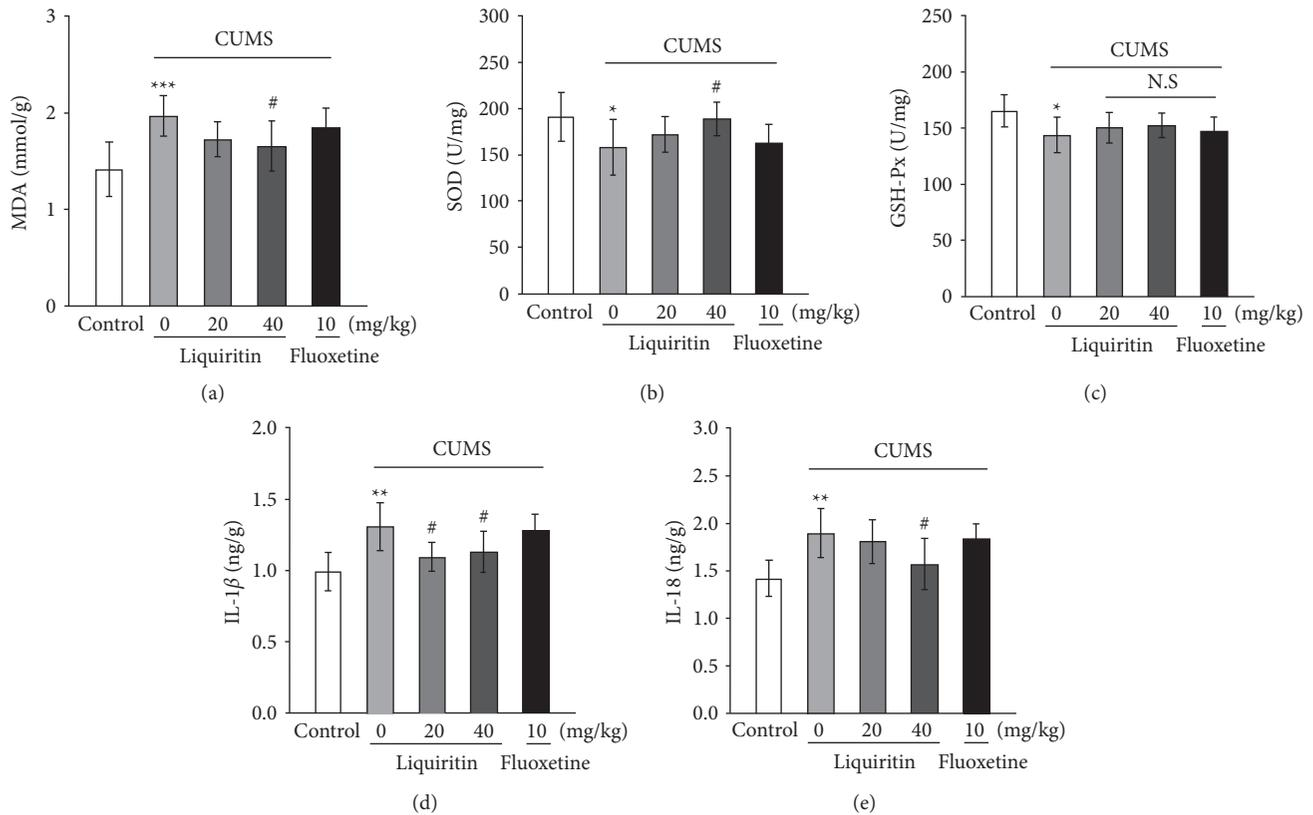 3
2
1
0
MDA (mmol/g)
CUMS
***
#
Control 0 20 40 10 (mg/kg)
Liquiritin Fluoxetine
(a)
300
250
200
150
100
50
0
SOD (U/mg)
CUMS
*
#
Control 0 20 40 10 (mg/kg)
Liquiritin Fluoxetine
(b)
250
200
150
100
50
0
GSH-Px (U/mg)
CUMS
N.S
*
Control 0 20 40 10 (mg/kg)
Liquiritin Fluoxetine
(c)
2.0
1.5
1.0
0.5
0.0
IL-1β (ng/g)
CUMS
**
# #
Control 0 20 40 10 (mg/kg)
Liquiritin Fluoxetine
(d)
3.0
2.5
2.0
1.5
1.0
0.5
0.0
IL-18 (ng/g)
CUMS
**
#
Control 0 20 40 10 (mg/kg)
Liquiritin Fluoxetine
(e)